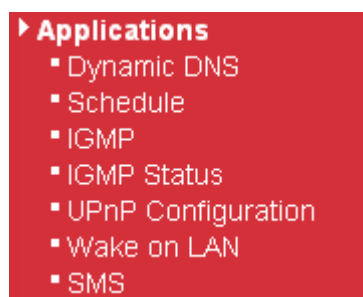 Applications
Dynamic DNS
Schedule
IGMP
IGMP Status
UPnP Configuration
Wake on LAN
SMS